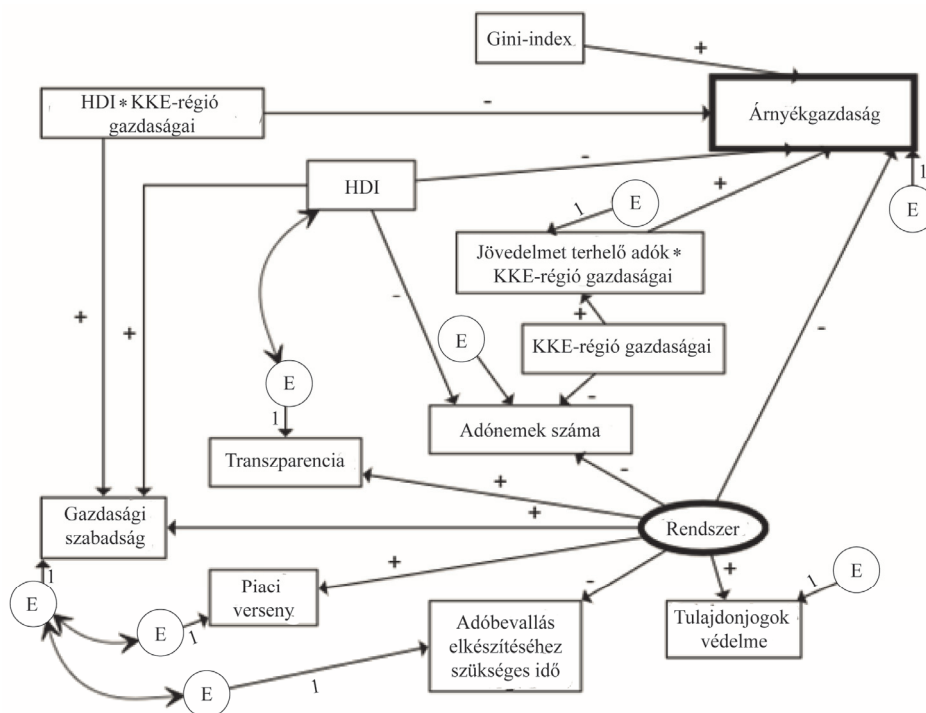 Gini-index
+
HDI * KKE-régió
gazdaságai
-
Árnyékgazdaság
-
1
HDI
E
+
E
1
Jövedelmet terhelő adók *
KKE-régió gazdaságai
-
+
-
+
+
E
KKE-régió gazdaságai
E
-
1
Adónemek száma
Transzparencia
-
+
Gazdasági
szabadság
+
Rendszer
+
1
Piaci
verseny
-
+
E
1
E
E
1
Adóbevallás
elkészítéséhez
szükséges idő
Tulajdonjogok
védelme
E
1